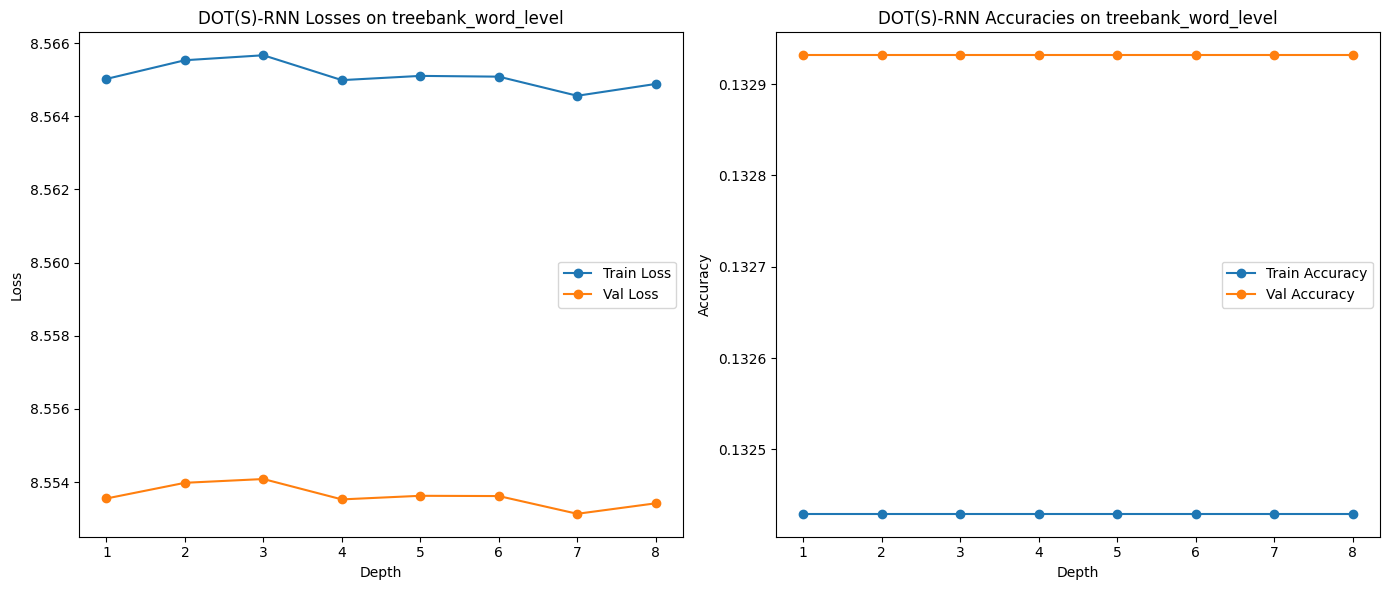 DOT(S)-RNN Losses on treebank_word_level
8.566
8.564
8.562
8.560
8.558
8.556
8.554
Loss
Train Loss
Val Loss
1 2 3 4 5 6 7 8
Depth
DOT(S)-RNN Accuracies on treebank_word_level
0.1329
0.1328
0.1327
0.1326
0.1325
Accuracy
Train Accuracy
Val Accuracy
1 2 3 4 5 6 7 8
Depth